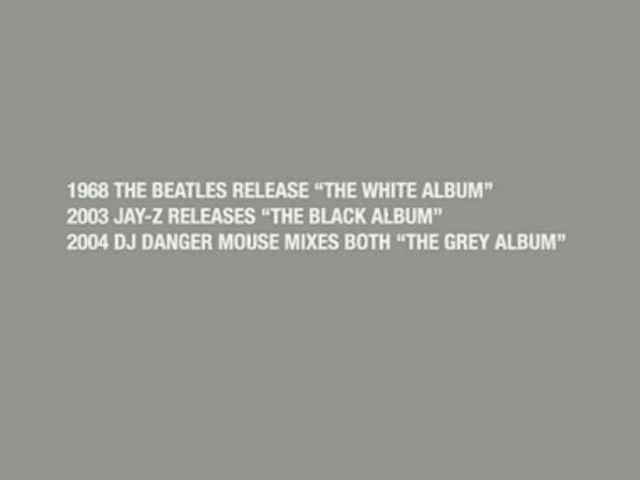 1968 THE BEATLES RELEASE “THE WHITE ALBUM”
2003 JAY-Z RELEASES “THE BLACK ALBUM”
2004 DJ DANGER MOUSE MIXES BOTH “THE GREY ALBUM”